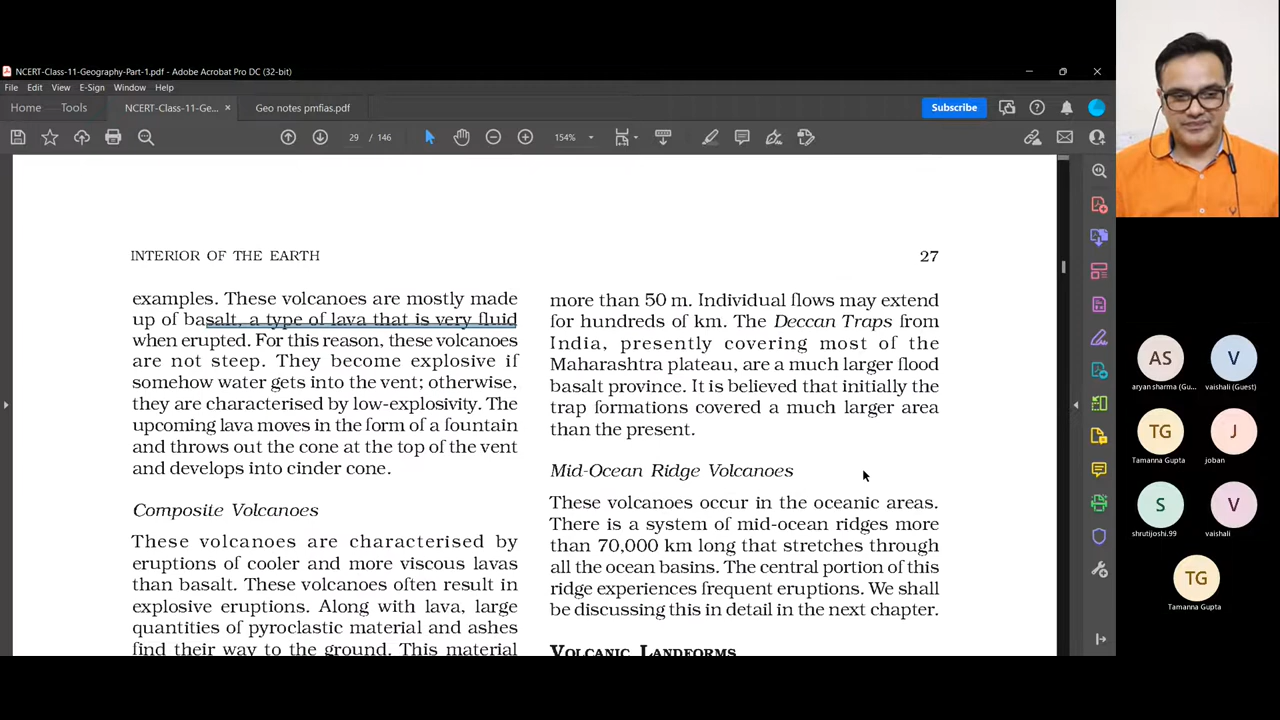 NCERT-Class-11-Geography-Part-1.pdf - Adobe Acrobat Pro DC (32-bit)
File Edit View E-Sign Window Help
Home Tools NCERT-Class-11-Ge... × Geo notes pmfias.pdf Subscribe
29 / 146 154%
INTERIOR OF THE EARTH 27
examples. These volcanoes are mostly made
up of basalt, a type of lava that is very fluid
when erupted. For this reason, these volcanoes
are not steep. They become explosive if
somehow water gets into the vent; otherwise,
they are characterised by low-explosivity. The
upcoming lava moves in the form of a fountain
and throws out the cone at the top of the vent
and develops into cinder cone.
Composite Volcanoes
These volcanoes are characterised by
eruptions of cooler and more viscous lavas
than basalt. These volcanoes often result in
explosive eruptions. Along with lava, large
quantities of pyroclastic material and ashes
find their way to the ground. This material
more than 50 m. Individual flows may extend
for hundreds of km. The Deccan Traps from
India, presently covering most of the
Maharashtra plateau, are a much larger flood
basalt province. It is believed that initially the
trap formations covered a much larger area
than the present.
Mid-Ocean Ridge Volcanoes
These volcanoes occur in the oceanic areas.
There is a system of mid-ocean ridges more
than 70,000 km long that stretches through
all the ocean basins. The central portion of this
ridge experiences frequent eruptions. We shall
be discussing this in detail in the next chapter.
VOLCANIC LANDFORMS
AS V
aryan sharma (Gu... vaishali (Guest)
TG J
Tamanna Gupta joban
S V
shrutijoshi.99 vaishali
TG
Tamanna Gupta